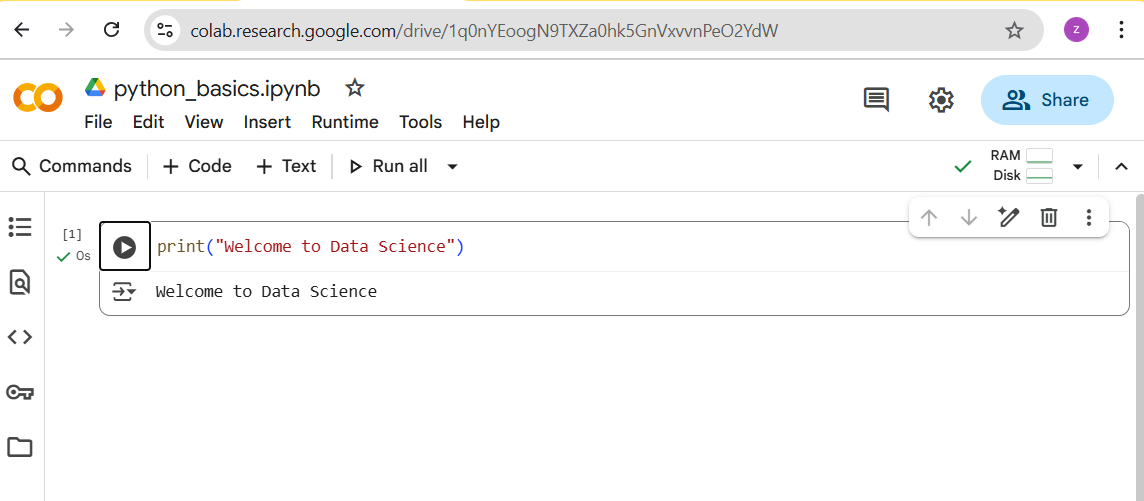 colab.research.google.com/drive/1q0nYEoogN9TXZa0hk5GnVxvvnPeO2YdW
z
CO python_basics.ipynb
Share
File Edit View Insert Runtime Tools Help
Commands + Code + Text Run all
RAM
Disk
[1]
0s
print("Welcome to Data Science")
Welcome to Data Science